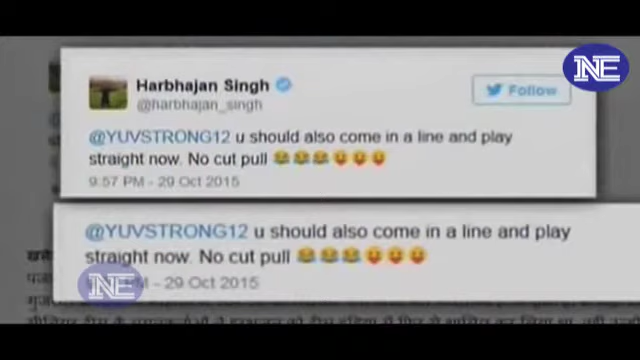 NE
Harbhajan Singh
@harbhajan_singh
Follow
@YUVSTRONG12 u should also come in a line and play
straight now. No cut pull 😂😂😂😛😛😛
9:57 PM - 29 Oct 2015
@YUVSTRONG12 u should also come in a line and play
straight now. No cut pull 😂😂😂😛😛😛
PM - 29 Oct 2015
NE